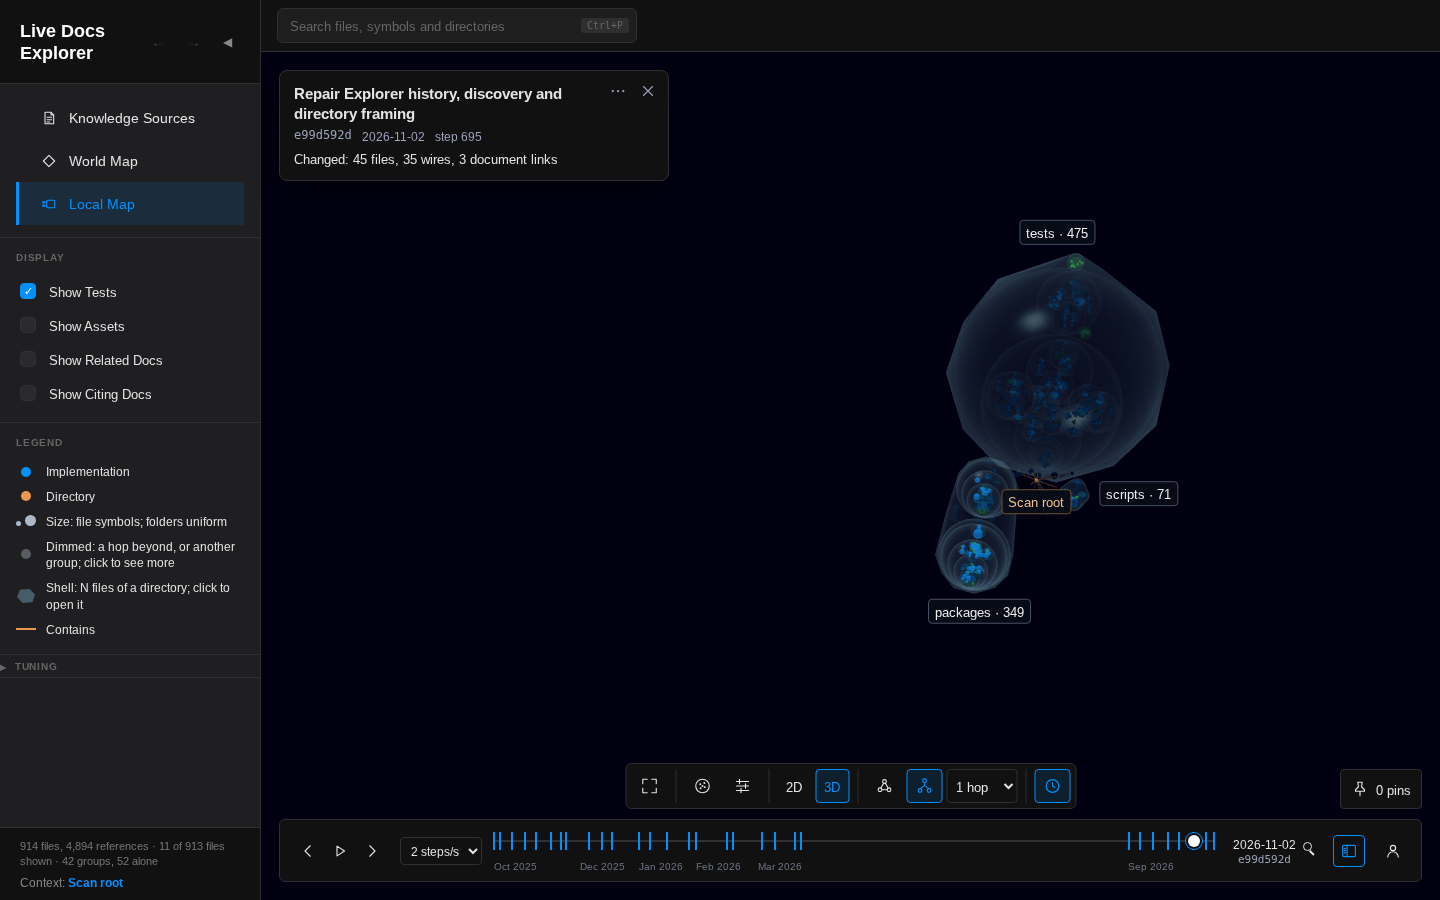 Live Docs
Explorer
Search files, symbols and directories
Ctrl+P
Knowledge Sources
World Map
Local Map
DISPLAY
Show Tests
Show Assets
Show Related Docs
Show Citing Docs
LEGEND
Implementation
Directory
Size: file symbols; folders uniform
Dimmed: a hop beyond, or another
group; click to see more
Shell: N files of a directory; click to
open it
Contains
TUNING
914 files, 4,894 references · 11 of 913 files
shown · 42 groups, 52 alone
Context: Scan root
Repair Explorer history, discovery and
directory framing
e99d592d 2026-11-02 step 695
Changed: 45 files, 35 wires, 3 document links
tests · 475
Scan root
scripts · 71
packages · 349
2D
3D
1 hop
0 pins
2 steps/s
Oct 2025
Dec 2025
Jan 2026
Feb 2026
Mar 2026
Sep 2026
2026-11-02
e99d592d